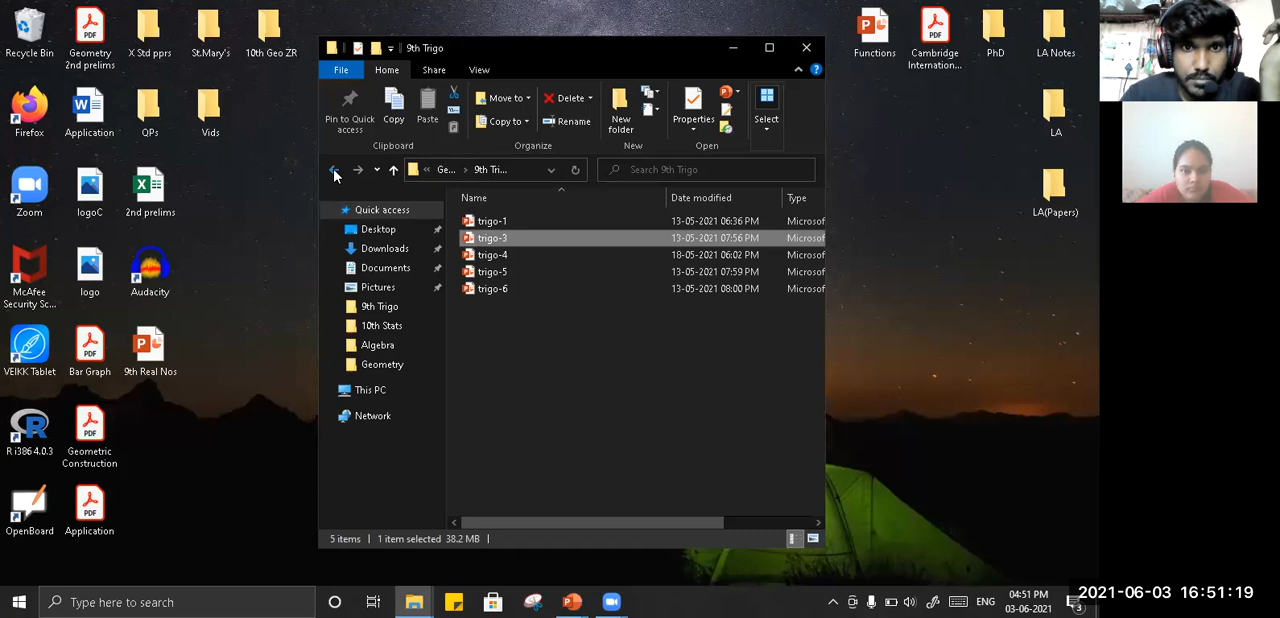 Recycle Bin
Geometry
2nd prelims
X Std pprs
St.Mary's
10th Geo ZR
Firefox
Application
QPs
Vids
Zoom
logoC
2nd prelims
McAfee
Security Sc...
logo
Audacity
VEIKK Tablet
Bar Graph
9th Real Nos
R i386 4.0.3
Geometric
Construction
OpenBoard
Application
9th Trigo
File
Home
Share
View
Pin to Quick
access
Copy
Paste
Clipboard
Move to
Copy to
Delete
Rename
Organize
New
folder
New
Properties
Open
Select
Ge...
9th Tri...
Search 9th Trigo
Quick access
Desktop
Downloads
Documents
Pictures
9th Trigo
10th Stats
Algebra
Geometry
This PC
Network
Name Date modified Type
trigo-1 13-05-2021 06:36 PM Microsof
trigo-3 13-05-2021 07:56 PM Microsof
trigo-4 18-05-2021 06:02 PM Microsof
trigo-5 13-05-2021 07:59 PM Microsof
trigo-6 13-05-2021 08:00 PM Microsof
5 items 1 item selected 38.2 MB
Functions
Cambridge
Internation...
PhD
LA Notes
LA
LA(Papers)
Type here to search
ENG
04:51 PM
03-06-2021
3
2021-06-03 16:51:19